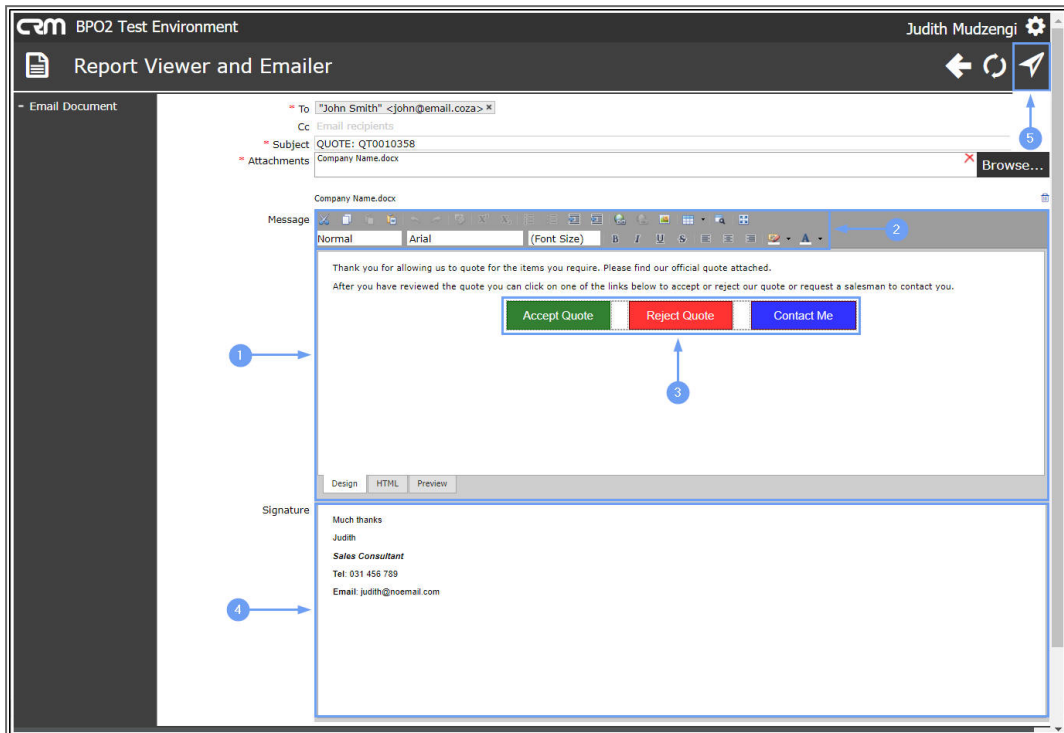 CRM BPO2 Test Environment
Judith Mudzengi
Report Viewer and Emailer
- Email Document
* To "John Smith" <john@email.coza> ×
Cc Email recipients
5
* Subject QUOTE: QT0010358
* Attachments Company Name.docx
Browse...
Company Name.docx
Message
2
Normal Arial (Font Size) B I U S A
Thank you for allowing us to quote for the items you require. Please find our official quote attached.
After you have reviewed the quote you can click on one of the links below to accept or reject our quote or request a salesman to contact you.
Accept Quote Reject Quote Contact Me
1
3
Design HTML Preview
Signature
Much thanks
Judith
Sales Consultant
Tel: 031 456 789
Email: judith@noemail.com
4